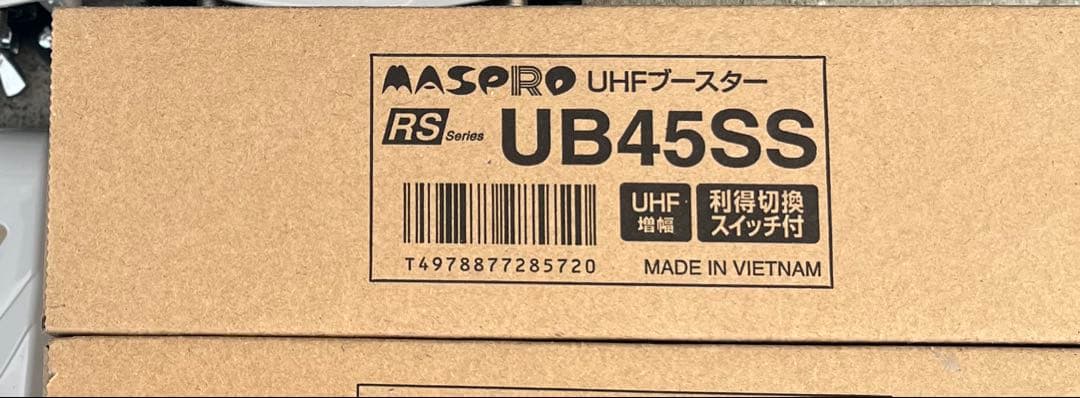 MASPRO UHFブースター
RS Series UB45SS
UHF 増幅
利得切換 スイッチ付
T4978877285720
MADE IN VIETNAM